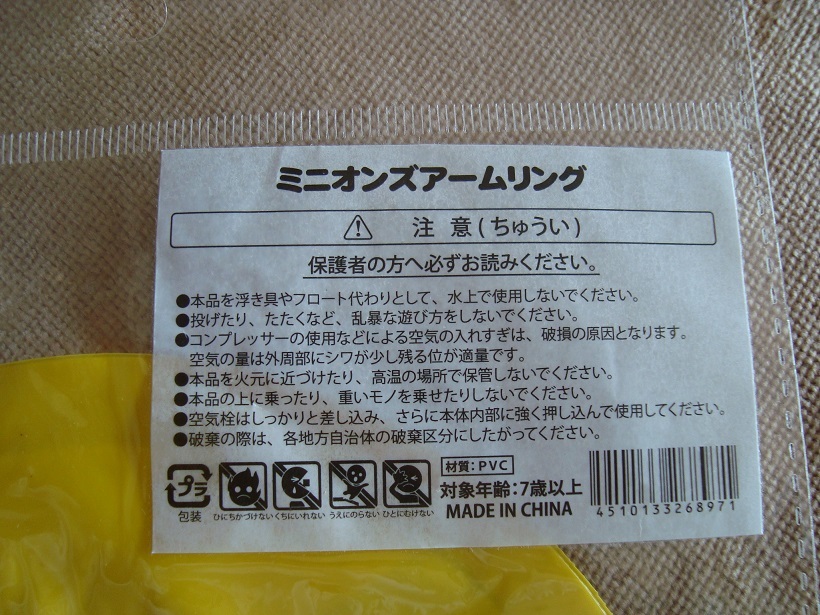 ミニオンズアームリング
注 意(ちゅうい)
保護者の方へ必ずお読みください。
●本品を浮き具やフロート代わりとして、水上で使用しないでください。
●投げたり、たたくなど、乱暴な遊び方をしないでください。
●コンプレッサーの使用などによる空気の入れすぎは、破損の原因となります。
空気の量は外周部にシワが少し残る位が適量です。
●本品を火元に近づけたり、高温の場所で保管しないでください。
●本品の上に乗ったり、重いモノを乗せたりしないでください。
●空気栓はしっかりと差し込み、さらに本体内部に強く押し込んで使用してください。
●破棄の際は、各地方自治体の破棄区分にしたがってください。
プラ
包装
ひにちかづけない くちにいれない うえにのらない ひとにむけない
材質:PVC
対象年齢:7歳以上
MADE IN CHINA
4510133268971